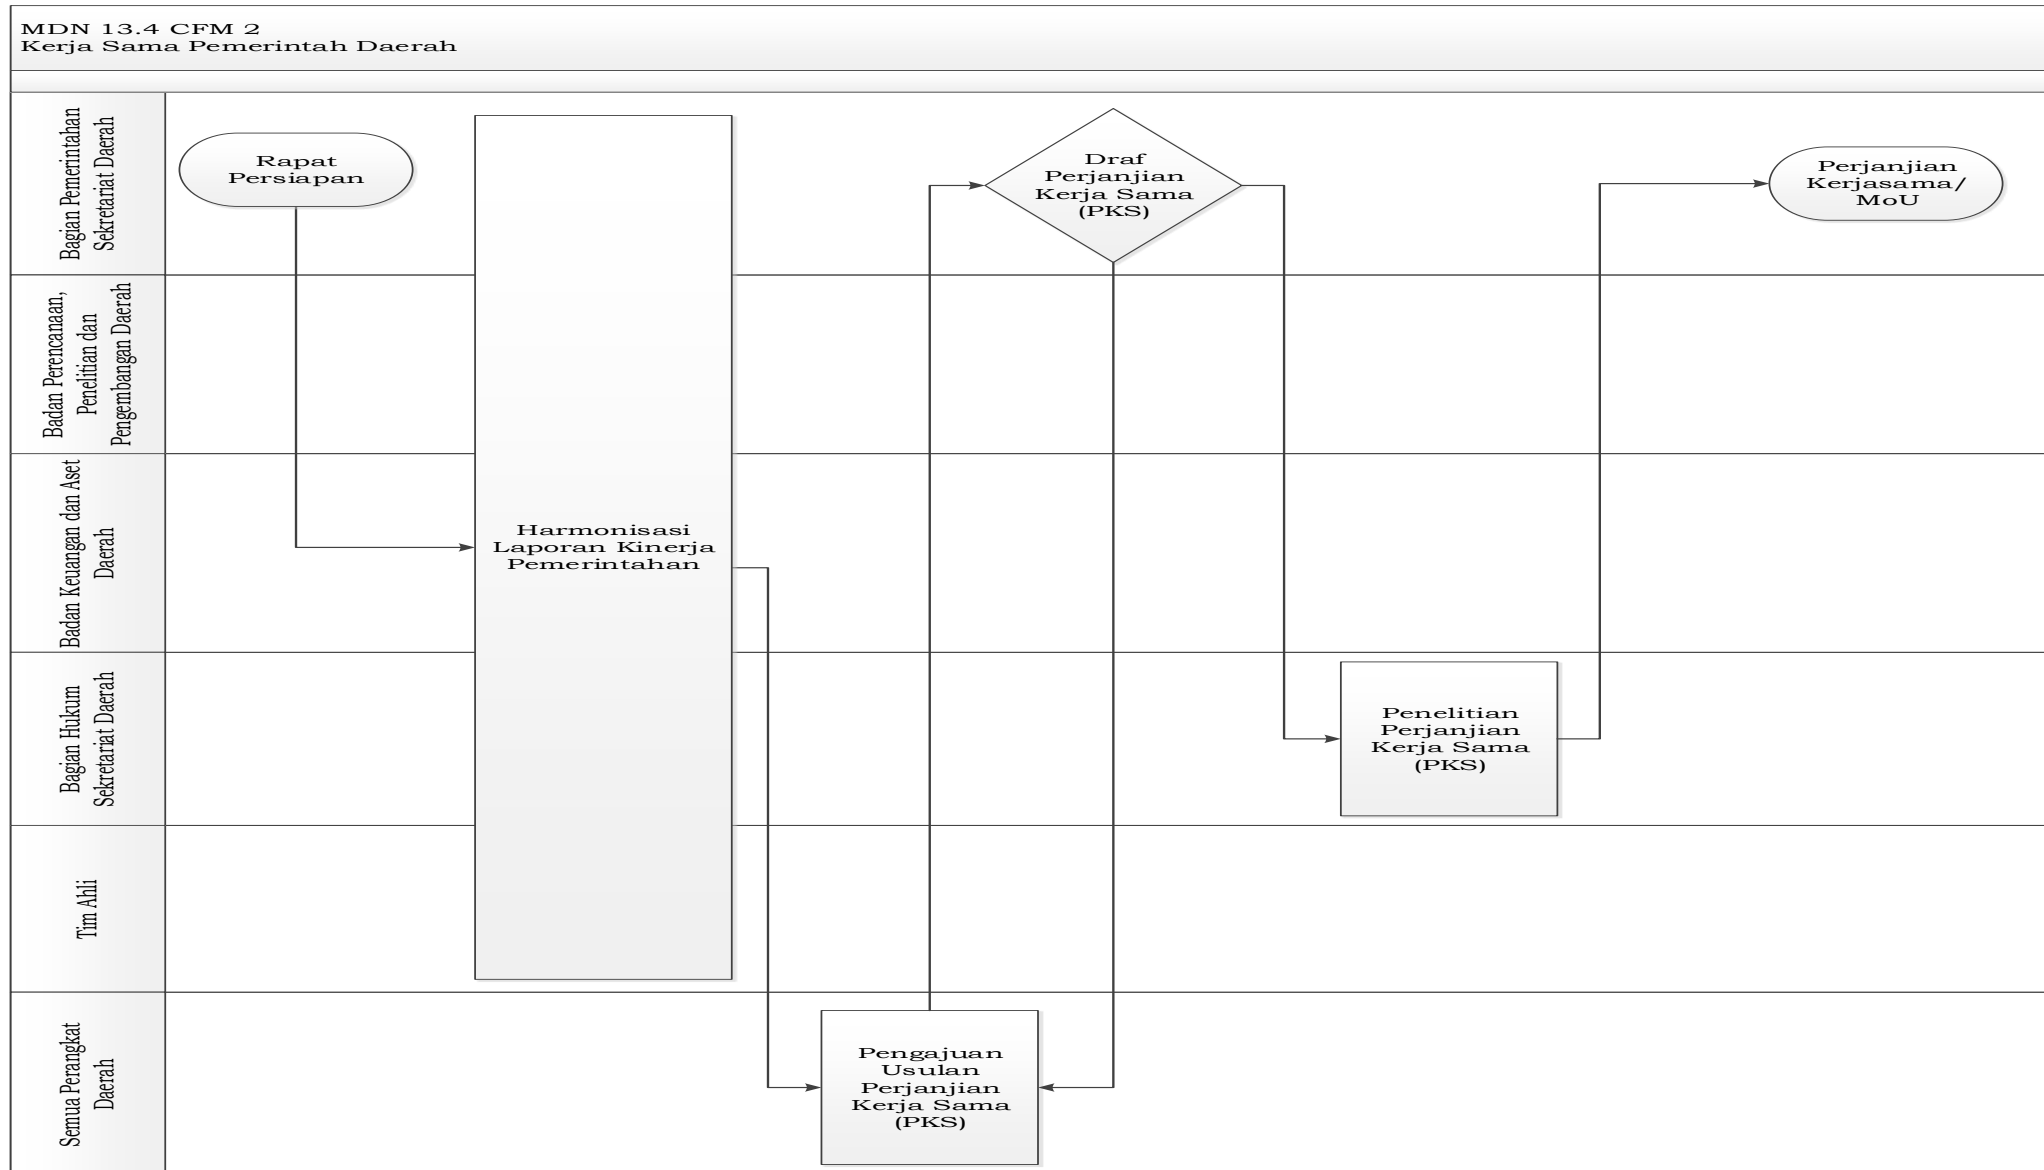 MDN 13.4 CFM 2
Kerja Sama Pemerintah Daerah
Bagian Pemerintahan
Sekretariat Daerah
Rapat
Persiapan
Draf
Perjanjian
Kerja Sama
(PKS)
Perjanjian
Kerjasama/
MoU
Badan Perencanaan,
Penelitian dan
Pengembangan Daerah
Badan Keuangan dan Aset
Daerah
Harmonisasi
Laporan Kinerja
Pemerintahan
Bagian Hukum
Sekretariat Daerah
Penelitian
Perjanjian
Kerja Sama
(PKS)
Tim Ahli
Semua Perangkat
Daerah
Pengajuan
Usulan
Perjanjian
Kerja Sama
(PKS)